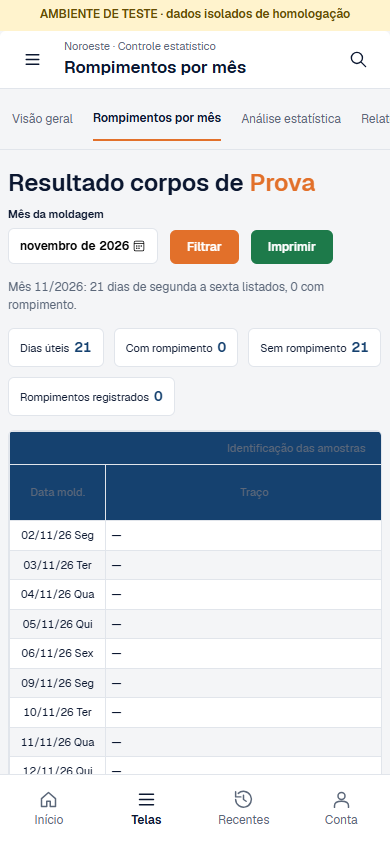 AMBIENTE DE TESTE · dados isolados de homologação
Noroeste · Controle estatístico
Rompimentos por mês
Visão geral
Rompimentos por mês
Análise estatística
Relat
Resultado corpos de Prova
Mês da moldagem
novembro de 2026
Filtrar
Imprimir
Mês 11/2026: 21 dias de segunda a sexta listados, 0 com
rompimento.
Dias úteis 21
Com rompimento 0
Sem rompimento 21
Rompimentos registrados 0
Identificação das amostras
Data mold.
Traço
02/11/26 Seg —
03/11/26 Ter —
04/11/26 Qua —
05/11/26 Qui —
06/11/26 Sex —
09/11/26 Seg —
10/11/26 Ter —
11/11/26 Qua —
12/11/26 Qui —
Início
Telas
Recentes
Conta